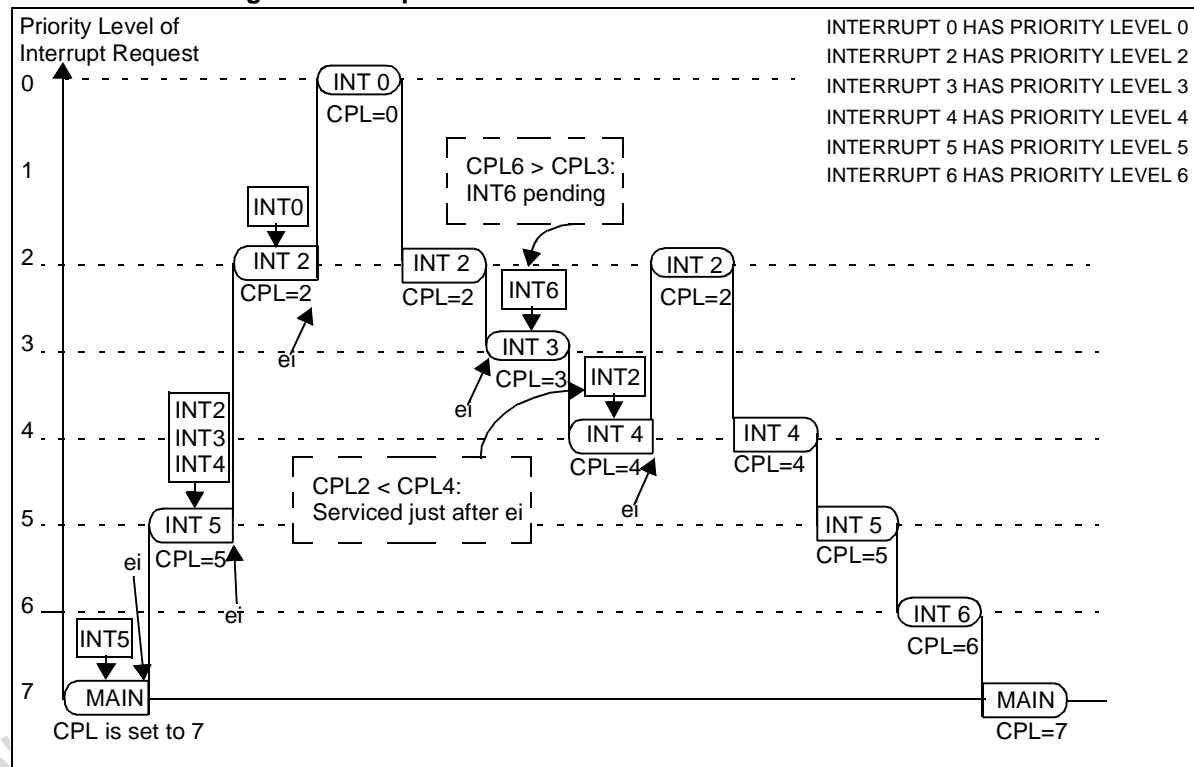 Priority Level of
Interrupt Request
INTERRUPT 0 HAS PRIORITY LEVEL 0
INTERRUPT 2 HAS PRIORITY LEVEL 2
INTERRUPT 3 HAS PRIORITY LEVEL 3
INTERRUPT 4 HAS PRIORITY LEVEL 4
INTERRUPT 5 HAS PRIORITY LEVEL 5
INTERRUPT 6 HAS PRIORITY LEVEL 6
0
INT 0
CPL=0
1
CPL6 > CPL3:
INT6 pending
INT0
2
INT 2
CPL=2
INT 2
CPL=2
INT 2
CPL=2
INT6
ei
3
INT 3
CPL=3
ei
INT2
INT2
INT3
INT4
4
INT 4
CPL=4
ei
INT 4
CPL=4
CPL2 < CPL4:
Serviced just after ei
5
INT 5
CPL=5
ei
ei
INT 5
CPL=5
6
INT 6
CPL=6
INT5
7
MAIN
CPL is set to 7
MAIN
CPL=7